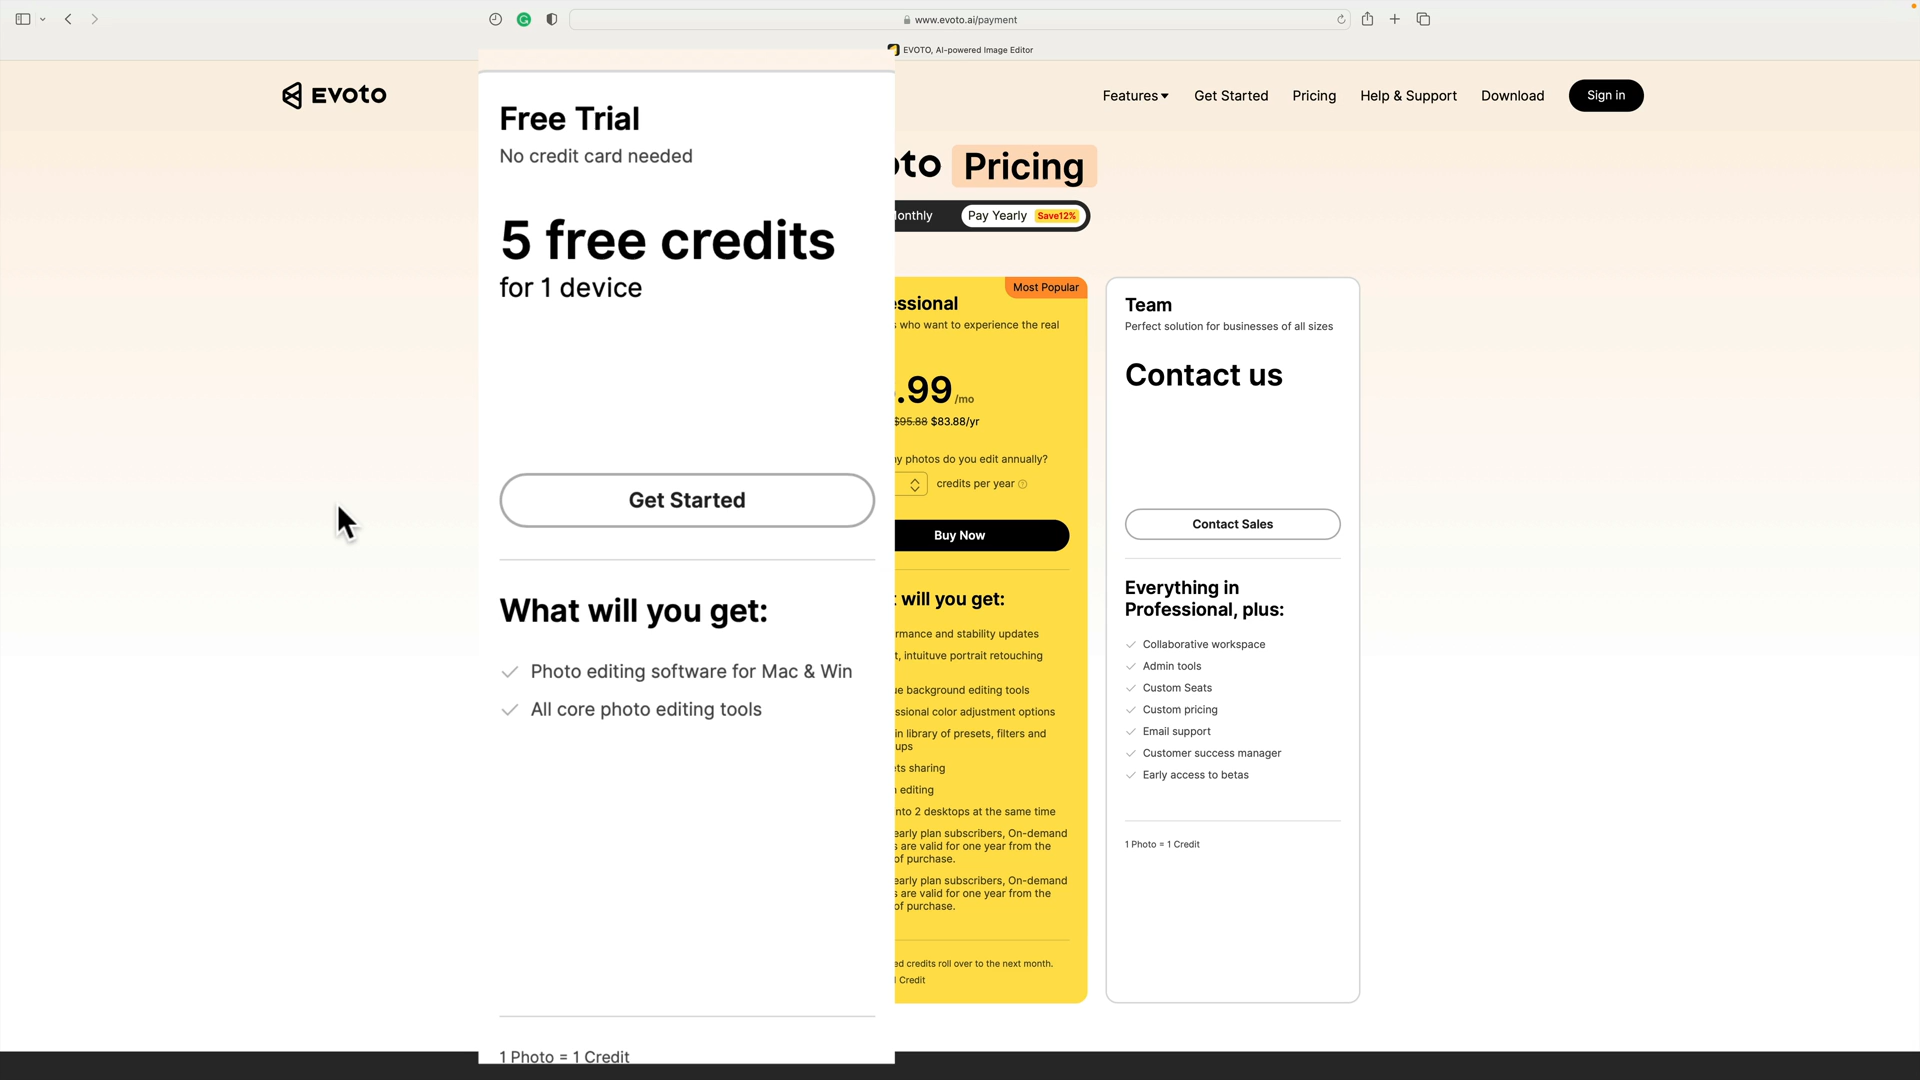 www.evoto.ai/payment
EVOTO, AI-powered Image Editor
EVOTO
Features
Get Started
Pricing
Help & Support
Download
Sign in
Free Trial
No credit card needed
5 free credits
for 1 device
Get Started
What will you get:
Photo editing software for Mac & Win
All core photo editing tools
1 Photo = 1 Credit
oto Pricing
onthly
Pay Yearly
Save12%
Most Popular
essional
who want to experience the real
.99 /mo
$95.88 $83.88/yr
y photos do you edit annually?
credits per year
Buy Now
will you get:
rmance and stability updates
t, intuituve portrait retouching
ue background editing tools
ssional color adjustment options
in library of presets, filters and
ups
ets sharing
editing
nto 2 desktops at the same time
early plan subscribers, On-demand
s are valid for one year from the
of purchase.
early plan subscribers, On-demand
s are valid for one year from the
of purchase.
ed credits roll over to the next month.
Credit
Team
Perfect solution for businesses of all sizes
Contact us
Contact Sales
Everything in
Professional, plus:
Collaborative workspace
Admin tools
Custom Seats
Custom pricing
Email support
Customer success manager
Early access to betas
1 Photo = 1 Credit